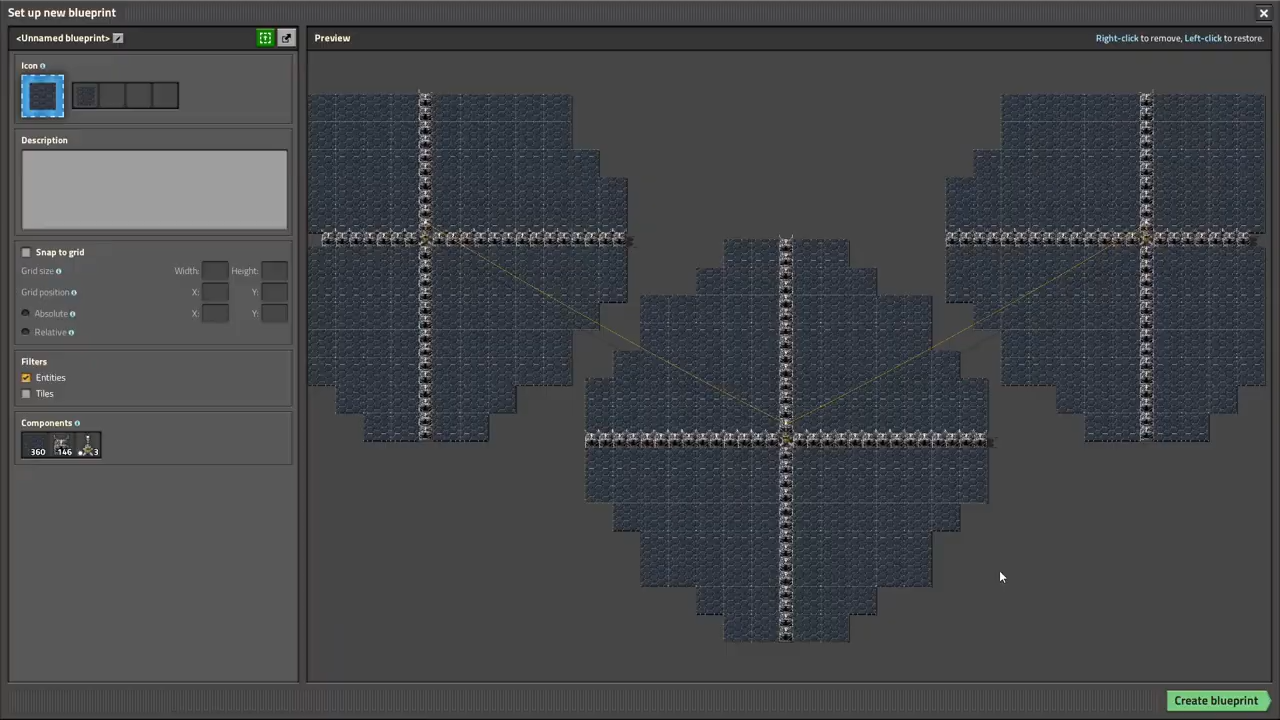 Set up new blueprint
<Unnamed blueprint>
Preview
Right-click to remove, Left-click to restore.
Icon
Description
Snap to grid
Grid size
Width:
Height:
Grid position
X:
Y:
Absolute
X:
Y:
Relative
Filters
Entities
Tiles
Components
360
146
3
Create blueprint